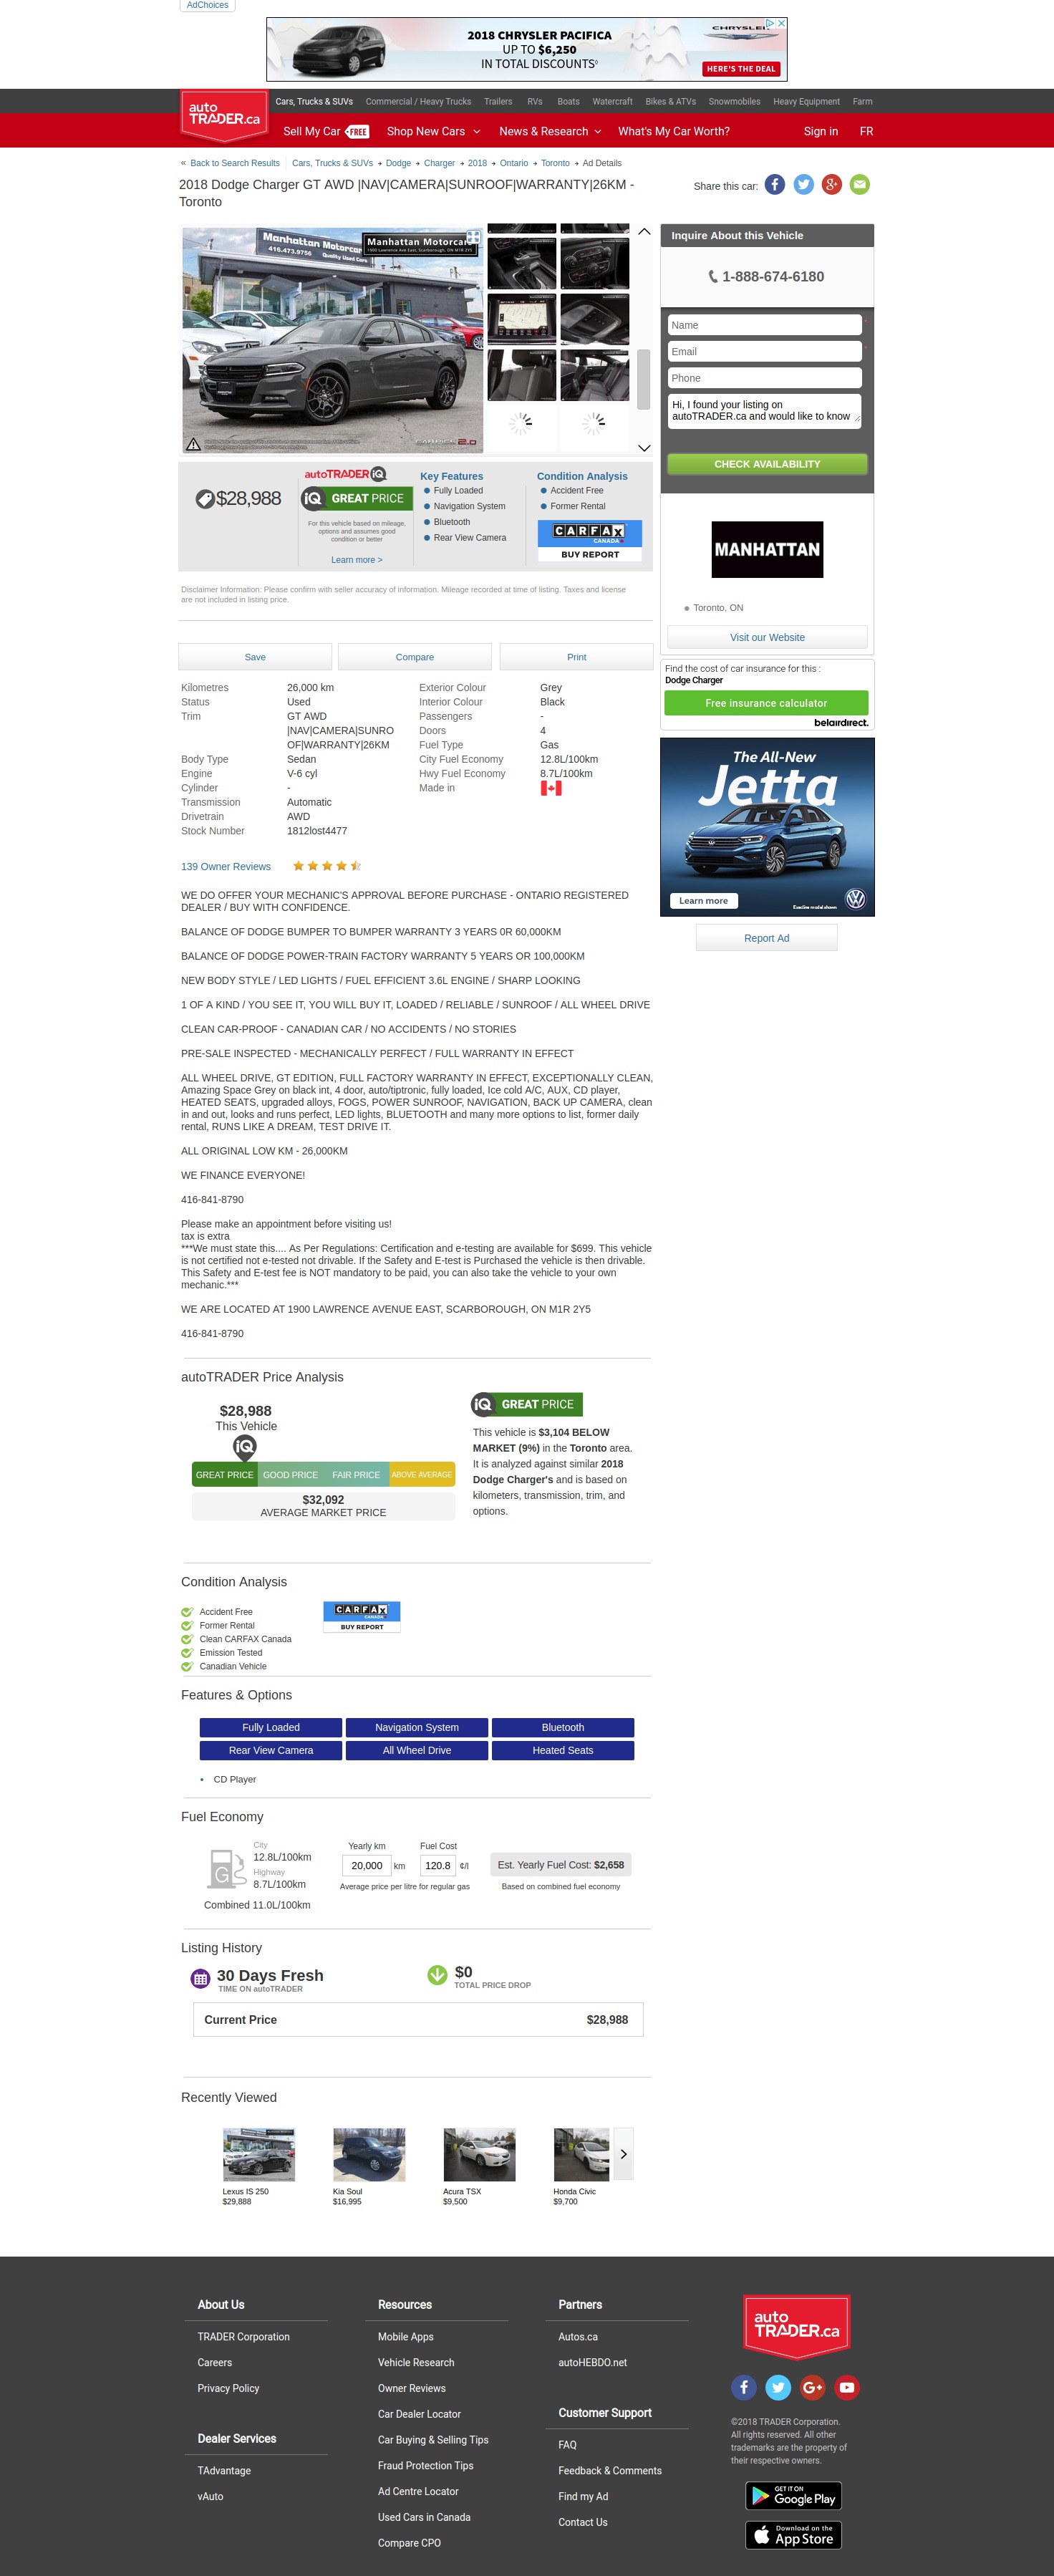 AdChoices
2018 CHRYSLER PACIFICA
UP TO $6,250
IN TOTAL DISCOUNTS◊
CHRYSLER
HERE'S THE DEAL
auto
TRADER.ca
Cars, Trucks & SUVs Commercial / Heavy Trucks Trailers RVs Boats Watercraft Bikes & ATVs Snowmobiles Heavy Equipment Farm
Sell My Car FREE Shop New Cars News & Research What's My Car Worth? Sign in FR
« Back to Search Results Cars, Trucks & SUVs Dodge Charger 2018 Ontario Toronto Ad Details
2018 Dodge Charger GT AWD |NAV|CAMERA|SUNROOF|WARRANTY|26KM -
Toronto
Share this car:
Manhattan Motorcars
416.473.9756
Quality Used Cars
Manhattan Motorcar
1900 Lawrence Ave East, Scarborough, ON M1R 2Y5
Inquire About this Vehicle
1-888-674-6180
Name
*
Email
*
Phone
Hi, I found your listing on
autoTRADER.ca and would like to know
CHECK AVAILABILITY
MANHATTAN
Toronto, ON
Visit our Website
$28,988
autoTRADER iQ
iQ GREAT PRICE
For this vehicle based on mileage,
options and assumes good
condition or better
Learn more >
Key Features
Fully Loaded
Navigation System
Bluetooth
Rear View Camera
Condition Analysis
Accident Free
Former Rental
CARFAX
CANADA
BUY REPORT
Disclaimer Information: Please confirm with seller accuracy of information. Mileage recorded at time of listing. Taxes and license
are not included in listing price.
Save Compare Print
Kilometres 26,000 km
Status Used
Trim GT AWD
|NAV|CAMERA|SUNRO
OF|WARRANTY|26KM
Body Type Sedan
Engine V-6 cyl
Cylinder -
Transmission Automatic
Drivetrain AWD
Stock Number 1812lost4477
Exterior Colour Grey
Interior Colour Black
Passengers -
Doors 4
Fuel Type Gas
City Fuel Economy 12.8L/100km
Hwy Fuel Economy 8.7L/100km
Made in
Find the cost of car insurance for this :
Dodge Charger
Free insurance calculator
belairdirect.
The All-New
Jetta
Learn more
Execline model shown
Report Ad
139 Owner Reviews
WE DO OFFER YOUR MECHANIC'S APPROVAL BEFORE PURCHASE - ONTARIO REGISTERED
DEALER / BUY WITH CONFIDENCE.
BALANCE OF DODGE BUMPER TO BUMPER WARRANTY 3 YEARS 0R 60,000KM
BALANCE OF DODGE POWER-TRAIN FACTORY WARRANTY 5 YEARS OR 100,000KM
NEW BODY STYLE / LED LIGHTS / FUEL EFFICIENT 3.6L ENGINE / SHARP LOOKING
1 OF A KIND / YOU SEE IT, YOU WILL BUY IT, LOADED / RELIABLE / SUNROOF / ALL WHEEL DRIVE
CLEAN CAR-PROOF - CANADIAN CAR / NO ACCIDENTS / NO STORIES
PRE-SALE INSPECTED - MECHANICALLY PERFECT / FULL WARRANTY IN EFFECT
ALL WHEEL DRIVE, GT EDITION, FULL FACTORY WARRANTY IN EFFECT, EXCEPTIONALLY CLEAN,
Amazing Space Grey on black int, 4 door, auto/tiptronic, fully loaded, Ice cold A/C, AUX, CD player,
HEATED SEATS, upgraded alloys, FOGS, POWER SUNROOF, NAVIGATION, BACK UP CAMERA, clean
in and out, looks and runs perfect, LED lights, BLUETOOTH and many more options to list, former daily
rental, RUNS LIKE A DREAM, TEST DRIVE IT.
ALL ORIGINAL LOW KM - 26,000KM
WE FINANCE EVERYONE!
416-841-8790
Please make an appointment before visiting us!
tax is extra
***We must state this.... As Per Regulations: Certification and e-testing are available for $699. This vehicle
is not certified not e-tested not drivable. If the Safety and E-test is Purchased the vehicle is then drivable.
This Safety and E-test fee is NOT mandatory to be paid, you can also take the vehicle to your own
mechanic.***
WE ARE LOCATED AT 1900 LAWRENCE AVENUE EAST, SCARBOROUGH, ON M1R 2Y5
416-841-8790
autoTRADER Price Analysis
$28,988
This Vehicle
iQ
GREAT PRICE GOOD PRICE FAIR PRICE ABOVE AVERAGE
$32,092
AVERAGE MARKET PRICE
iQ GREAT PRICE
This vehicle is $3,104 BELOW
MARKET (9%) in the Toronto area.
It is analyzed against similar 2018
Dodge Charger's and is based on
kilometers, transmission, trim, and
options.
Condition Analysis
Accident Free
Former Rental
Clean CARFAX Canada
Emission Tested
Canadian Vehicle
CARFAX
CANADA
BUY REPORT
Features & Options
Fully Loaded Navigation System Bluetooth
Rear View Camera All Wheel Drive Heated Seats
• CD Player
Fuel Economy
G
City
12.8L/100km
Highway
8.7L/100km
Combined 11.0L/100km
Yearly km Fuel Cost
20,000 km 120.8 ¢/l
Average price per litre for regular gas
Est. Yearly Fuel Cost: $2,658
Based on combined fuel economy
Listing History
30 Days Fresh
TIME ON autoTRADER
$0
TOTAL PRICE DROP
Current Price $28,988
Recently Viewed
Lexus IS 250
$29,888
Kia Soul
$16,995
Acura TSX
$9,500
Honda Civic
$9,700
About Us
TRADER Corporation
Careers
Privacy Policy
Dealer Services
TAdvantage
vAuto
Resources
Mobile Apps
Vehicle Research
Owner Reviews
Car Dealer Locator
Car Buying & Selling Tips
Fraud Protection Tips
Ad Centre Locator
Used Cars in Canada
Compare CPO
Partners
Autos.ca
autoHEBDO.net
Customer Support
FAQ
Feedback & Comments
Find my Ad
Contact Us
auto
TRADER.ca
©2018 TRADER Corporation.
All rights reserved. All other
trademarks are the property of
their respective owners.
GET IT ON
Google Play
Download on the
App Store